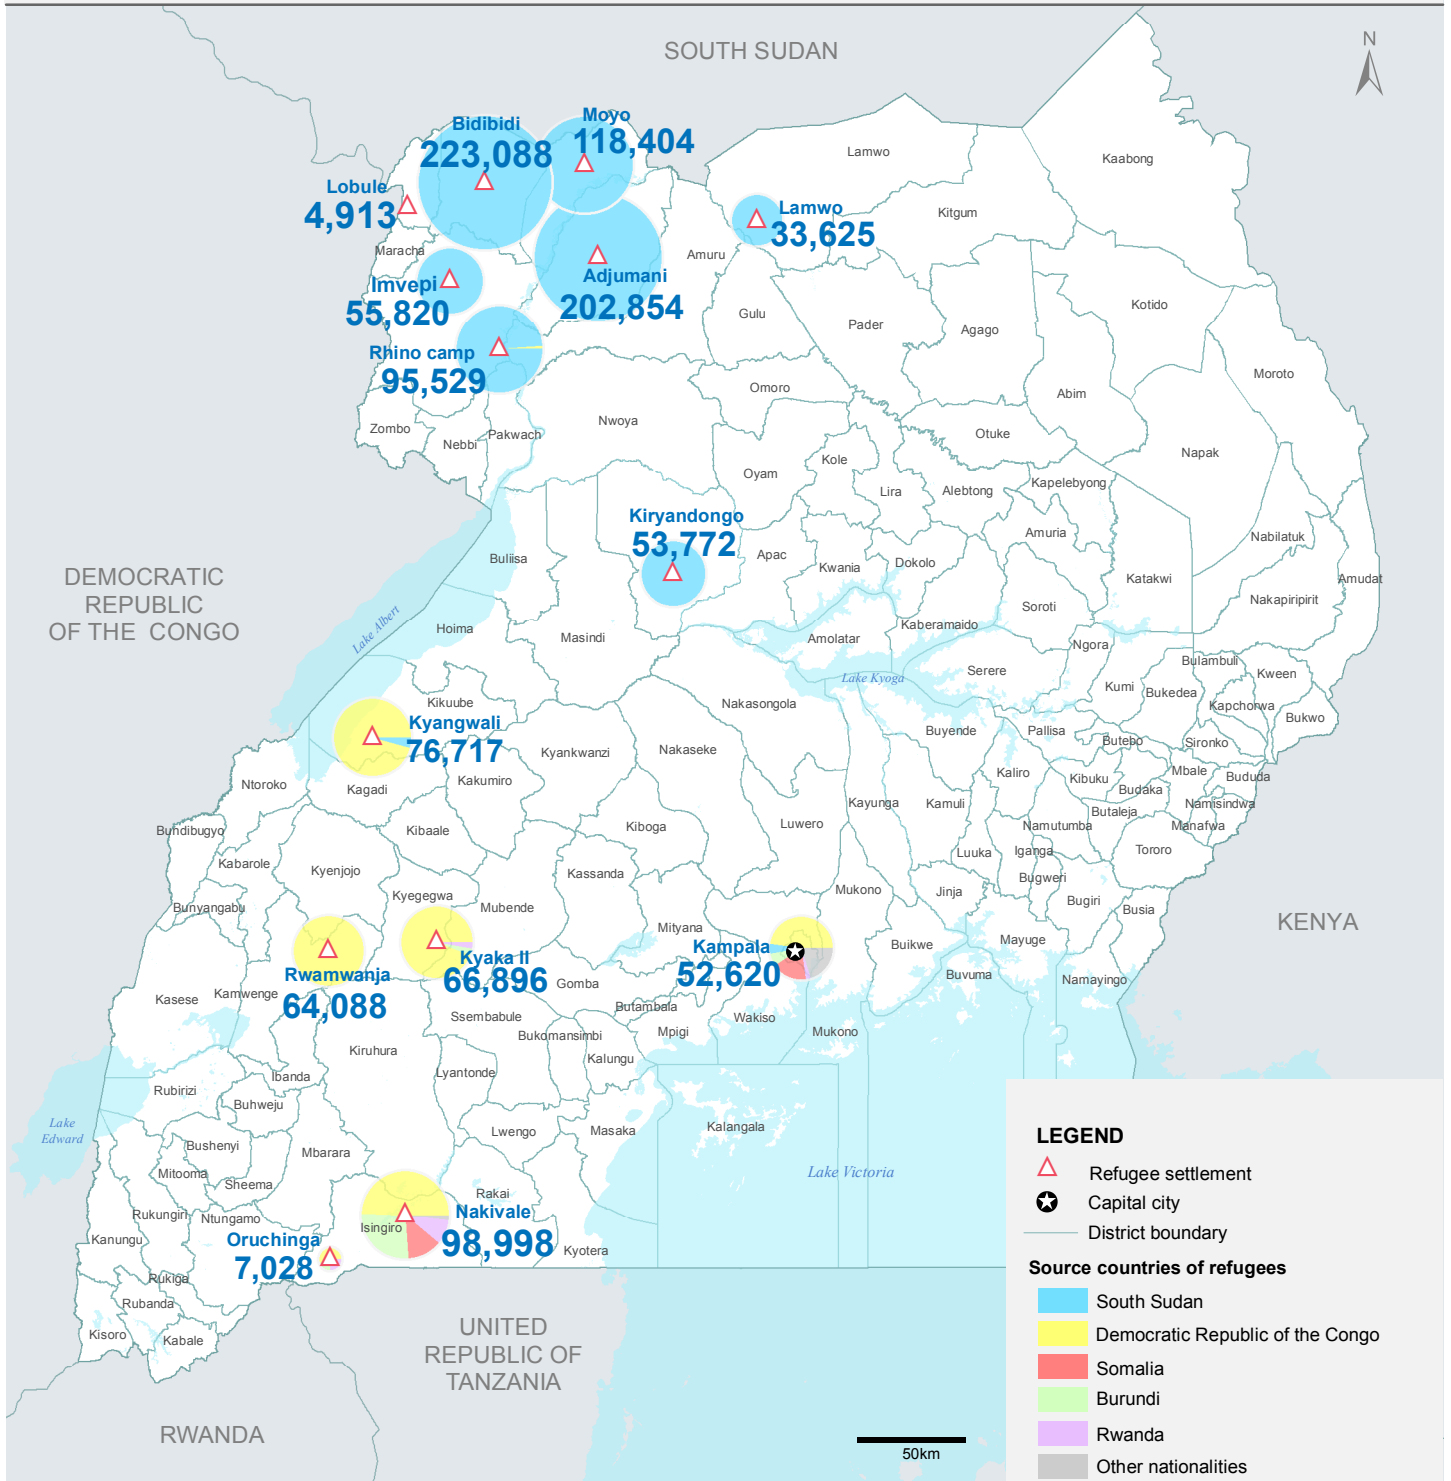 SOUTH SUDAN
N
Bidibidi
223,088
Moyo
118,404
Lamwo
Kaabong
Lobule
4,913
Lamwo
33,625
Kitgum
Maracha
Amuru
Imvepi
55,820
Adjumani
202,854
Gulu
Pader
Agago
Kotido
Rhino camp
95,529
Moroto
Omoro
Abim
Zombo
Nebbi
Pakwach
Nwoya
Otuke
Napak
Oyam
Kole
Lira
Alebtong
Kapelebyong
Kiryandongo
53,772
Amuria
Nabilatuk
Buliisa
Apac
Kwania
Dokolo
Katakwi
Amudat
DEMOCRATIC
REPUBLIC
OF THE CONGO
Nakapiripirit
Soroti
Lake Albert
Hoima
Masindi
Amolatar
Kaberamaido
Ngora
Serere
Bulambuli
Kween
Lake Kyoga
Kumi
Bukedea
Kapchorwa
Bukwo
Kikuube
Nakasongola
Kyangwali
76,717
Kyankwanzi
Nakaseke
Buyende
Pallisa
Butebo
Sironko
Ntoroko
Kagadi
Kakumiro
Kaliro
Kibuku
Mbale
Bududa
Budaka
Kayunga
Kamuli
Butaleja
Namisindwa
Buhdibugyo
Kibaale
Kiboga
Luwero
Namutumba
Manafwa
Kabarole
Kyenjojo
Kassanda
Luuka
Iganga
Tororo
Bugweri
Kyegegwa
Mukono
Jinja
Bunyangabu
Mubende
Bugiri
Busia
Mityana
KENYA
Kampala
52,620
Buikwe
Mayuge
Rwamwanja
64,088
Kyaka II
66,896
Buvuma
Namayingo
Kasese
Kamwenge
Gomba
Butambala
Ssembabule
Wakiso
Bukomansimbi
Mpigi
Mukono
Kiruhura
Kalungu
Ibanda
Lyantonde
Rubirizi
Buhweju
Lake
Edward
Lwengo
Masaka
Kalangala
Bushenyi
Mbarara
Mitooma
Sheema
Lake Victoria
Rakai
Rukungiri
Ntungamo
Isingiro
Nakivale
98,998
Kanungu
Oruchinga
7,028
Kyotera
Rukiga
Rubanda
Kisoro
Kabale
UNITED
REPUBLIC OF
TANZANIA
RWANDA
50km
LEGEND
Refugee settlement
Capital city
District boundary
Source countries of refugees
South Sudan
Democratic Republic of the Congo
Somalia
Burundi
Rwanda
Other nationalities